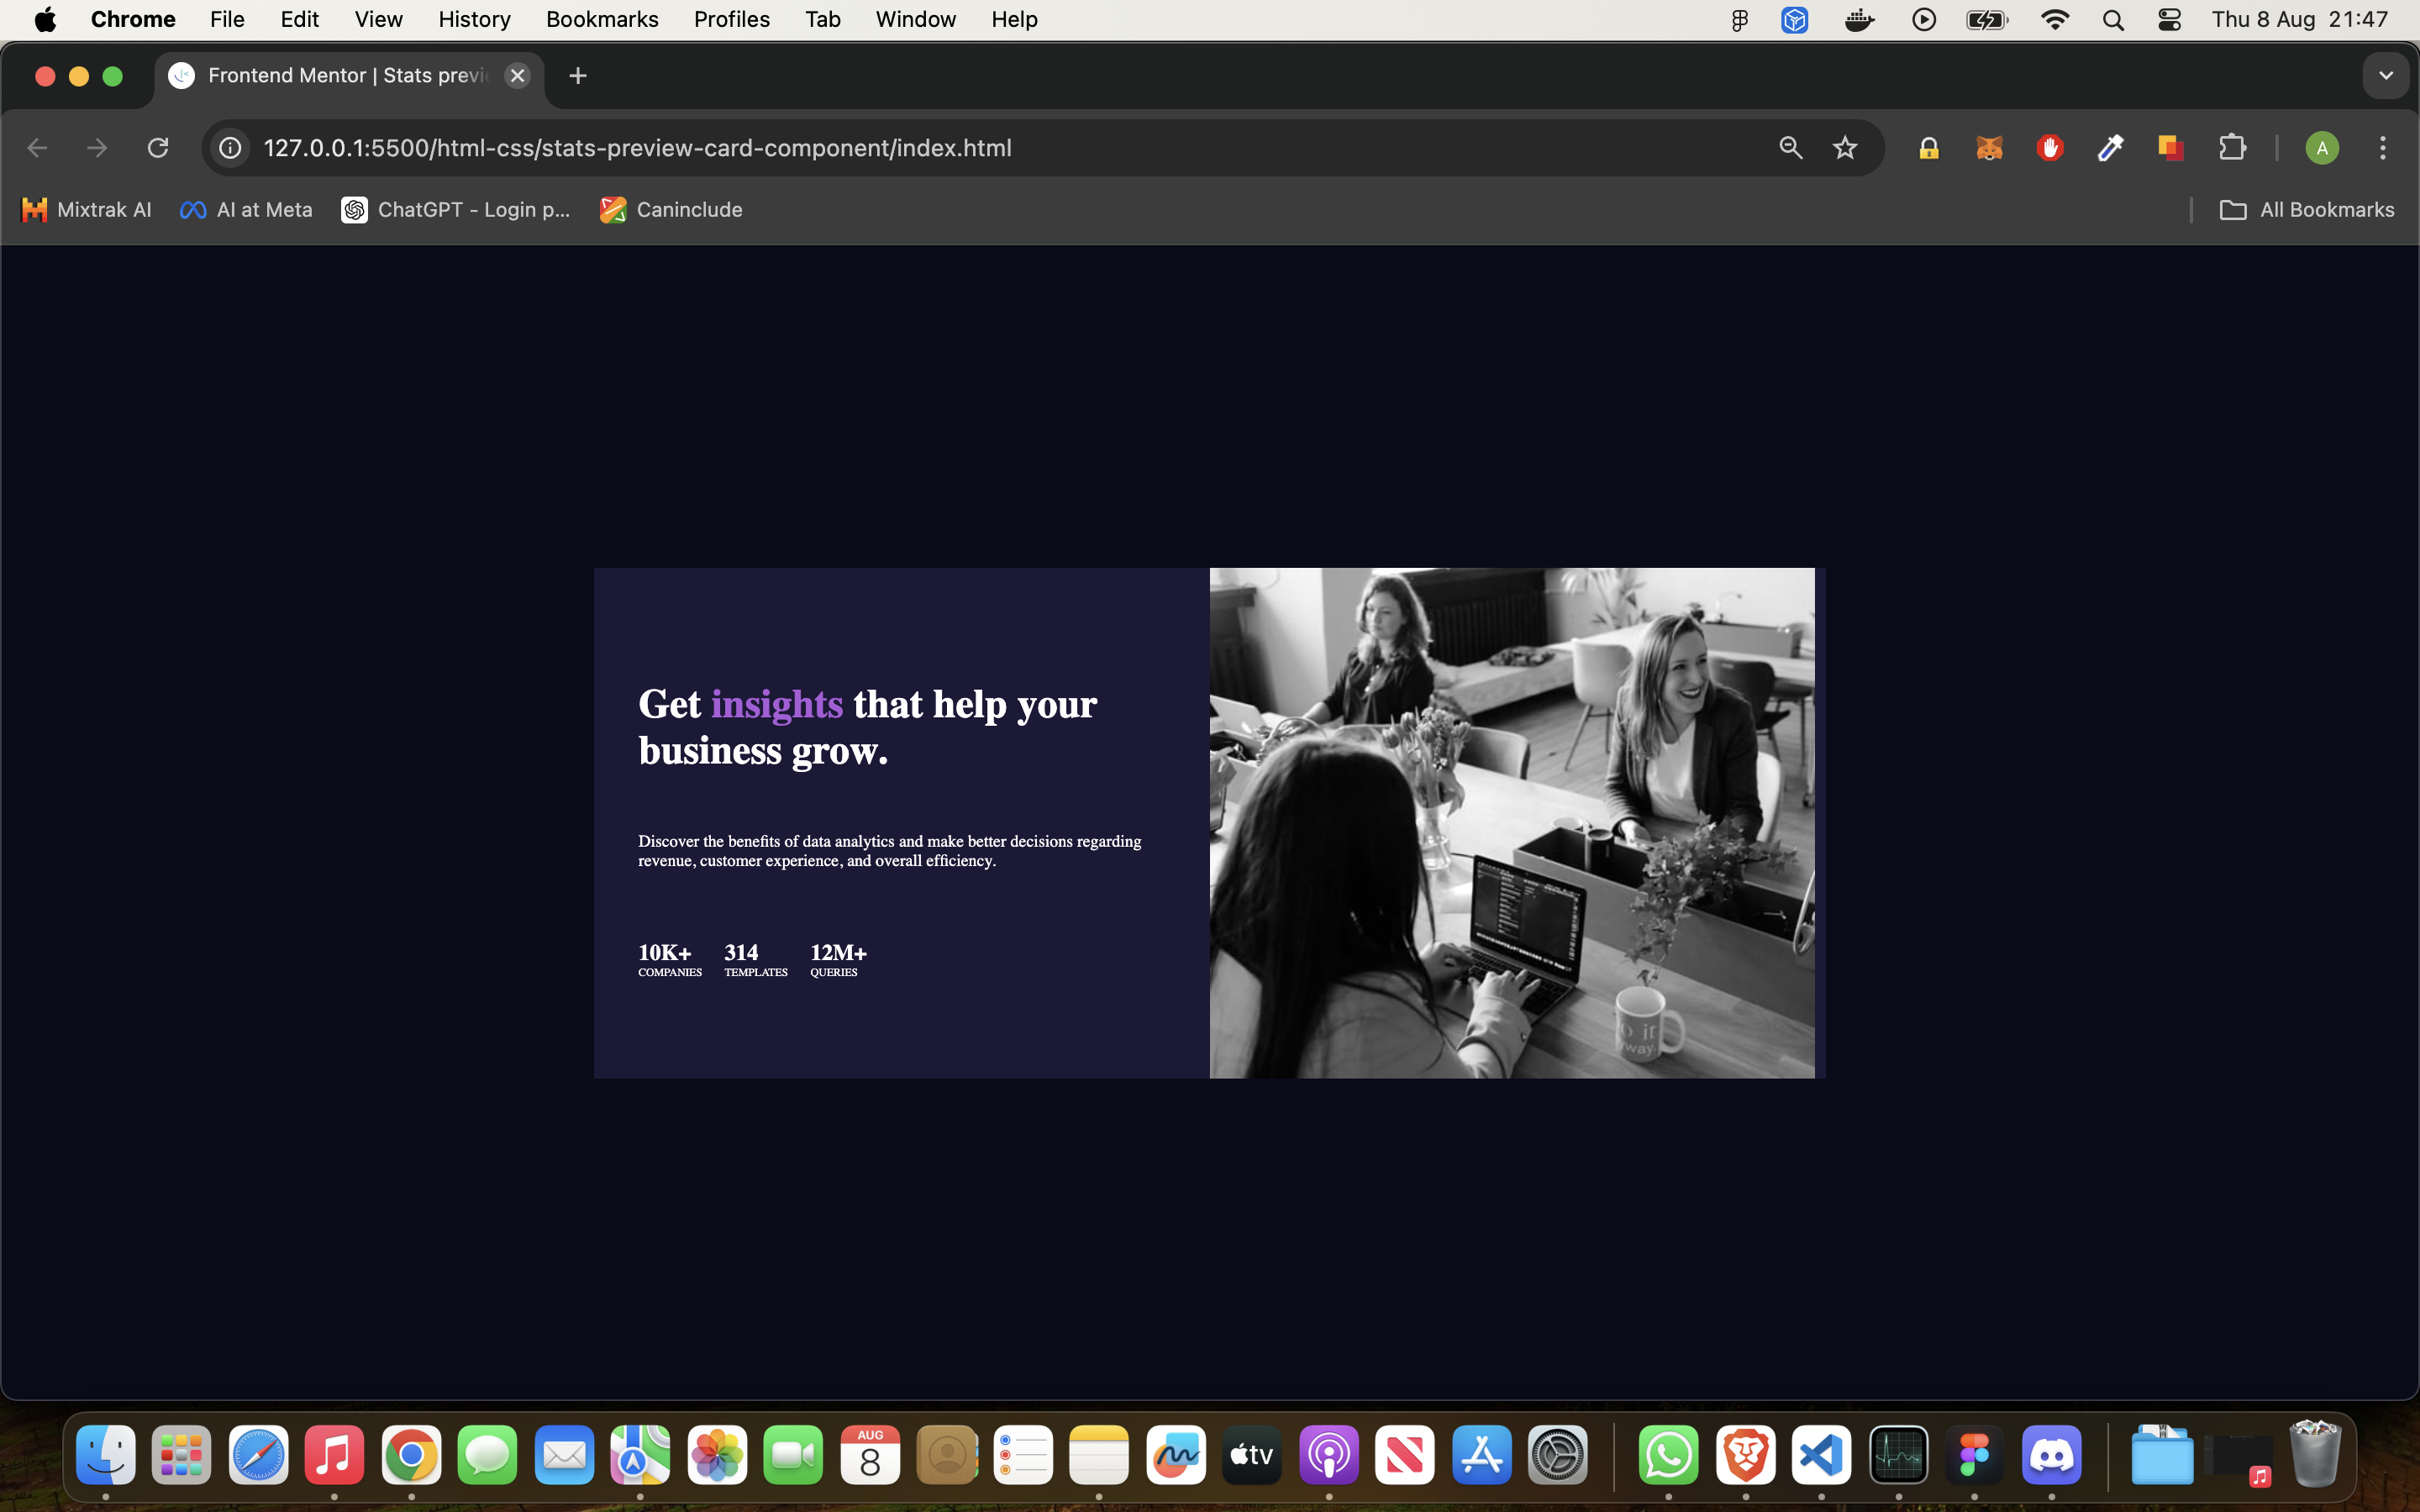 Chrome File Edit View History Bookmarks Profiles Tab Window Help Thu 8 Aug 21:47
Frontend Mentor | Stats previ
127.0.0.1:5500/html-css/stats-preview-card-component/index.html A
Mixtrak AI AI at Meta ChatGPT - Login p... Caninclude All Bookmarks
Get insights that help your
business grow.
Discover the benefits of data analytics and make better decisions regarding
revenue, customer experience, and overall efficiency.
10K+ 314 12M+
COMPANIES TEMPLATES QUERIES
it
way.
AUG
8
tv